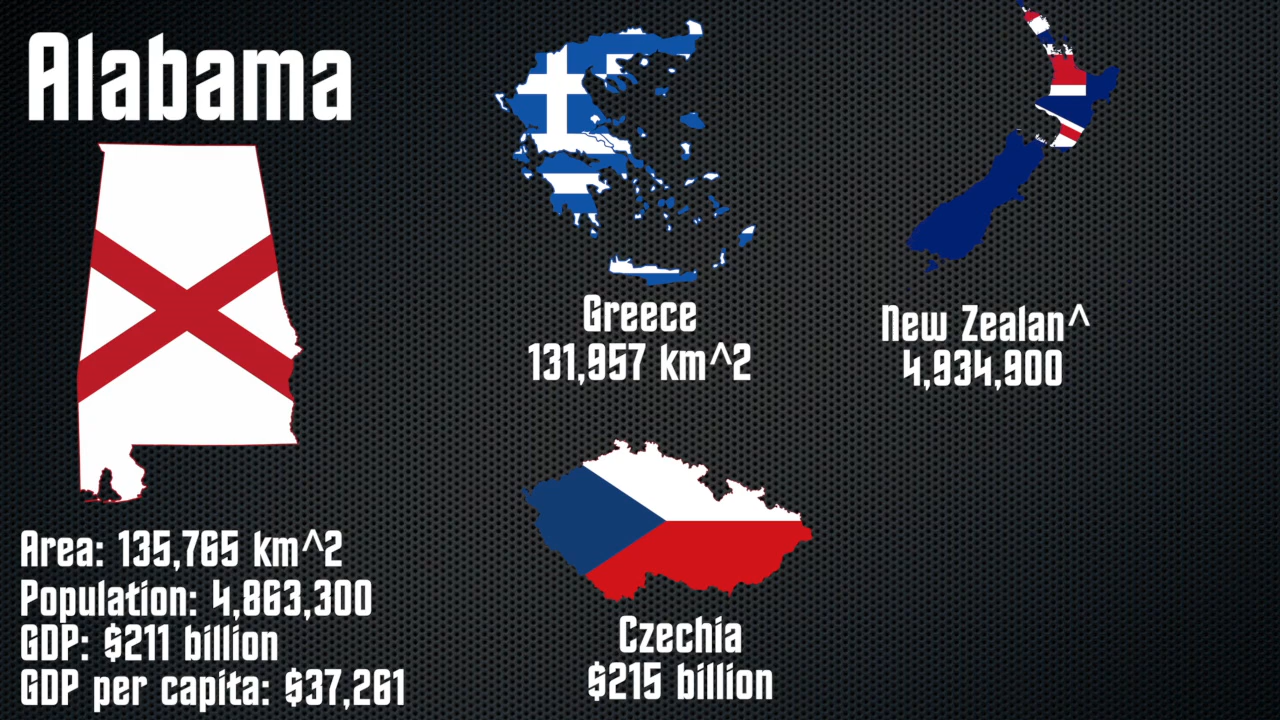 Alabama
Area: 135,765 km^2
Population: 4,863,300
GDP: $211 billion
GDP per capita: $37,261
Greece
131,957 km^2
New Zealan^
4,934,900
Czechia
$215 billion